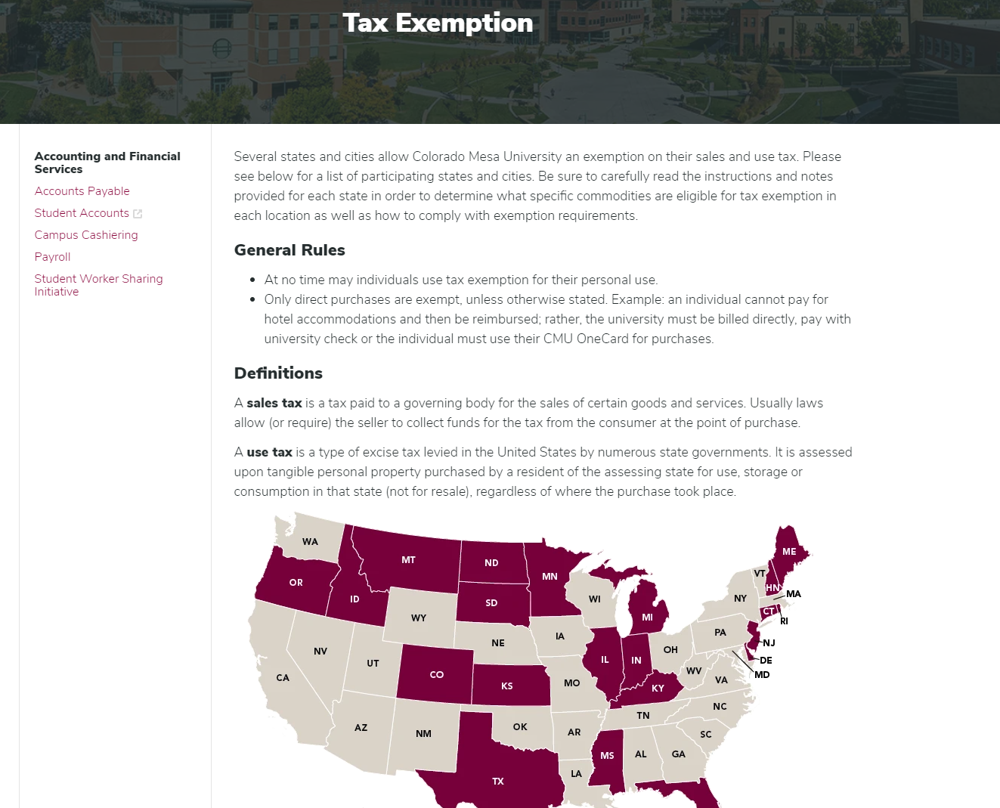 Tax Exemption
Accounting and Financial
Services
Accounts Payable
Student Accounts
Campus Cashiering
Payroll
Student Worker Sharing
Initiative
Several states and cities allow Colorado Mesa University an exemption on their sales and use tax. Please
see below for a list of participating states and cities. Be sure to carefully read the instructions and notes
provided for each state in order to determine what specific commodities are eligible for tax exemption in
each location as well as how to comply with exemption requirements.
General Rules
At no time may individuals use tax exemption for their personal use.
Only direct purchases are exempt, unless otherwise stated. Example: an individual cannot pay for
hotel accommodations and then be reimbursed; rather, the university must be billed directly, pay with
university check or the individual must use their CMU OneCard for purchases.
Definitions
A sales tax is a tax paid to a governing body for the sales of certain goods and services. Usually laws
allow (or require) the seller to collect funds for the tax from the consumer at the point of purchase.
A use tax is a type of excise tax levied in the United States by numerous state governments. It is assessed
upon tangible personal property purchased by a resident of the assessing state for use, storage or
consumption in that state (not for resale), regardless of where the purchase took place.
WA
ME
MT
ND
VT
MN
OR
HN
MA
ID
SD
WI
NY
CT
MI
WY
RI
PA
IA
NE
NJ
NV
OH
UT
IL
IN
DE
CO
WV
MD
CA
VA
MO
KS
KY
NC
TN
AZ
OK
NM
AR
SC
MS
AL
GA
LA
TX